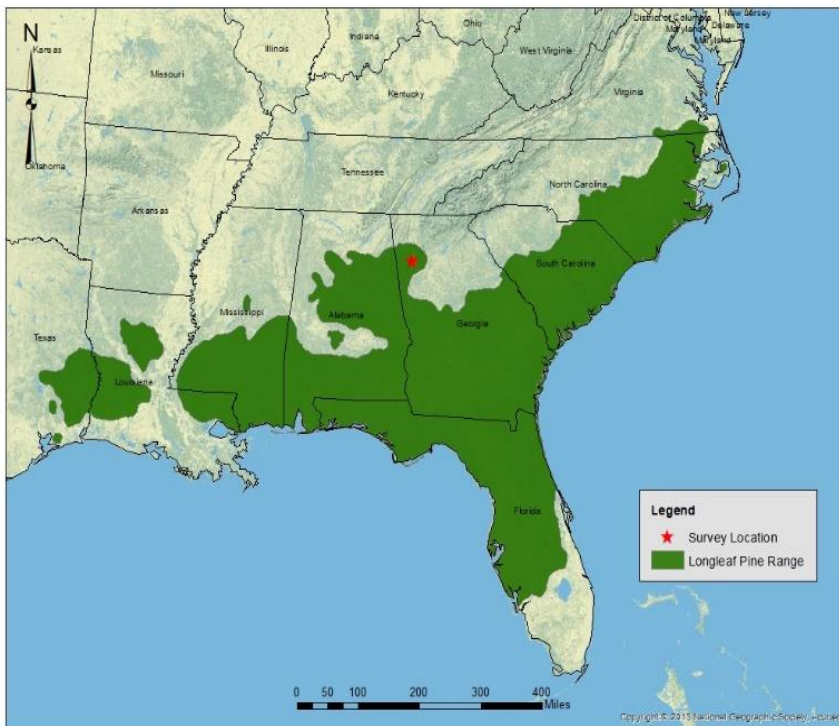 New Jersey
Ohio
District of Columbia
Delaware
Maryland
Maryland
N
Kansas
Illinois
Indiana
West Virginia
Missouri
Kentucky
Virginia
Oklahoma
Tennessee
North Carolina
Arkansas
South Carolina
Mississippi
Alabama
Georgia
Texas
Louisiana
Florida
Legend
Survey Location
Longleaf Pine Range
0 50 100 200 300 400
Miles
Copyright © 2013 National Geographic Society,